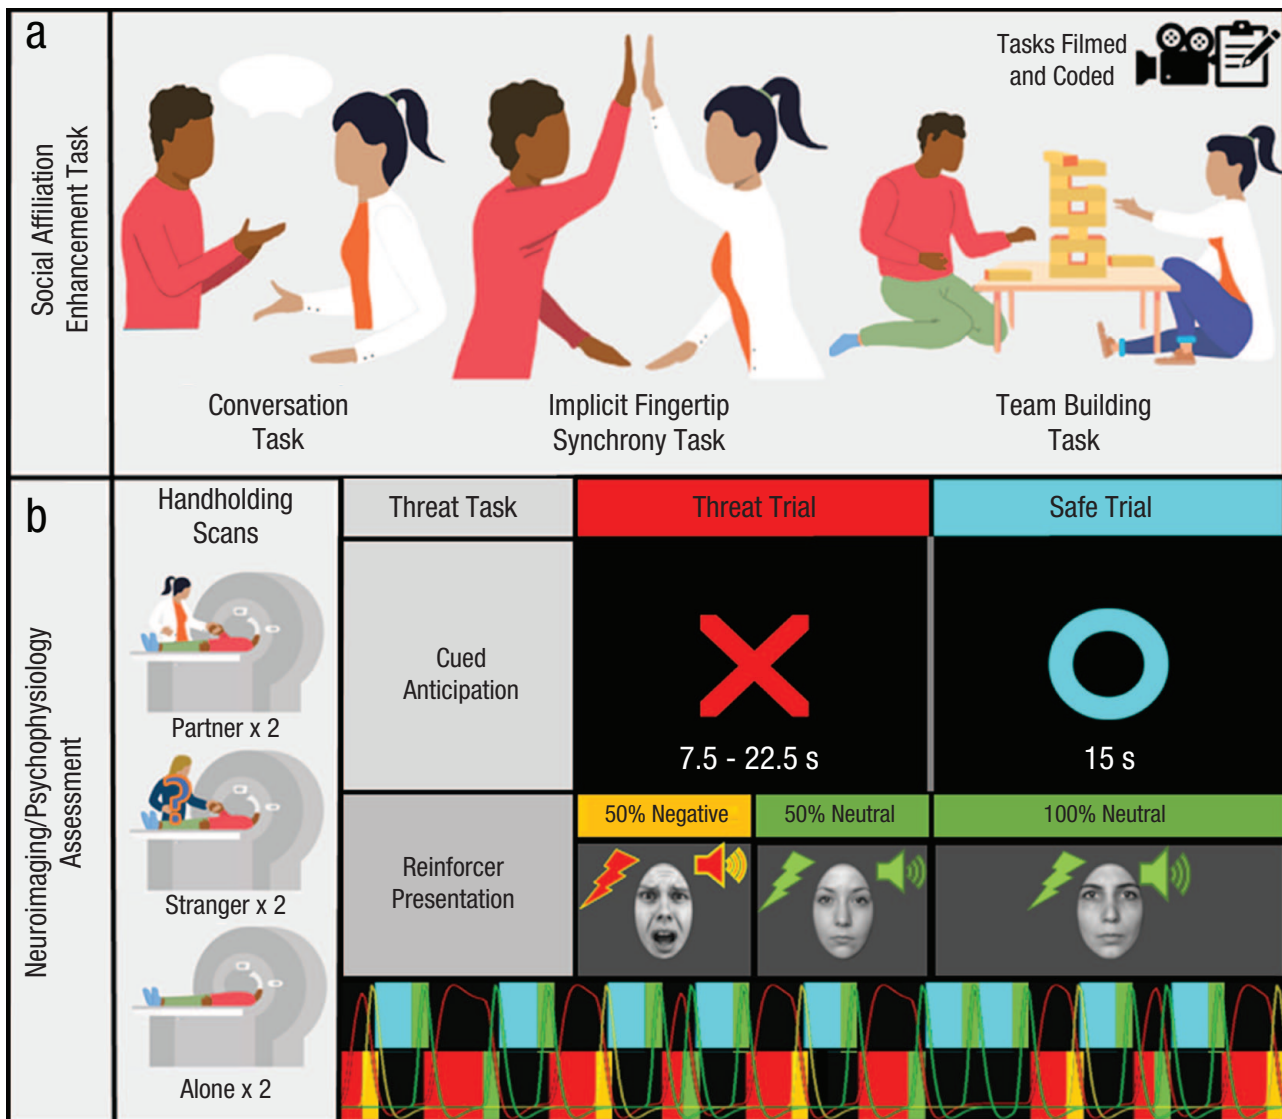 a
Social Affiliation
Enhancement Task
Tasks Filmed
and Coded
Conversation
Task
Implicit Fingertip
Synchrony Task
Team Building
Task
b
Neuroimaging/Psychophysiology
Assessment
Handholding
Scans
Partner x 2
?
Stranger x 2
Alone x 2
Threat Task
Threat Trial
Safe Trial
Cued
Anticipation
7.5 - 22.5 s
15 s
Reinforcer
Presentation
50% Negative
50% Neutral
100% Neutral